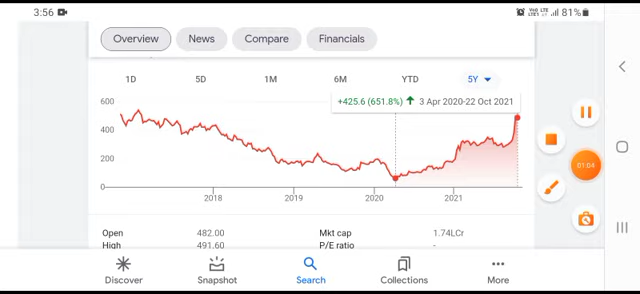 3:56
81%
Overview News Compare Financials
1D 5D 1M 6M YTD 5Y
+425.6 (651.8%) 3 Apr 2020-22 Oct 2021
600
400
200
0
2018 2019 2020 2021
01:04
Open 482.00 Mkt cap 1.74LCr
High 491.60 P/E ratio -
Discover Snapshot Search Collections More